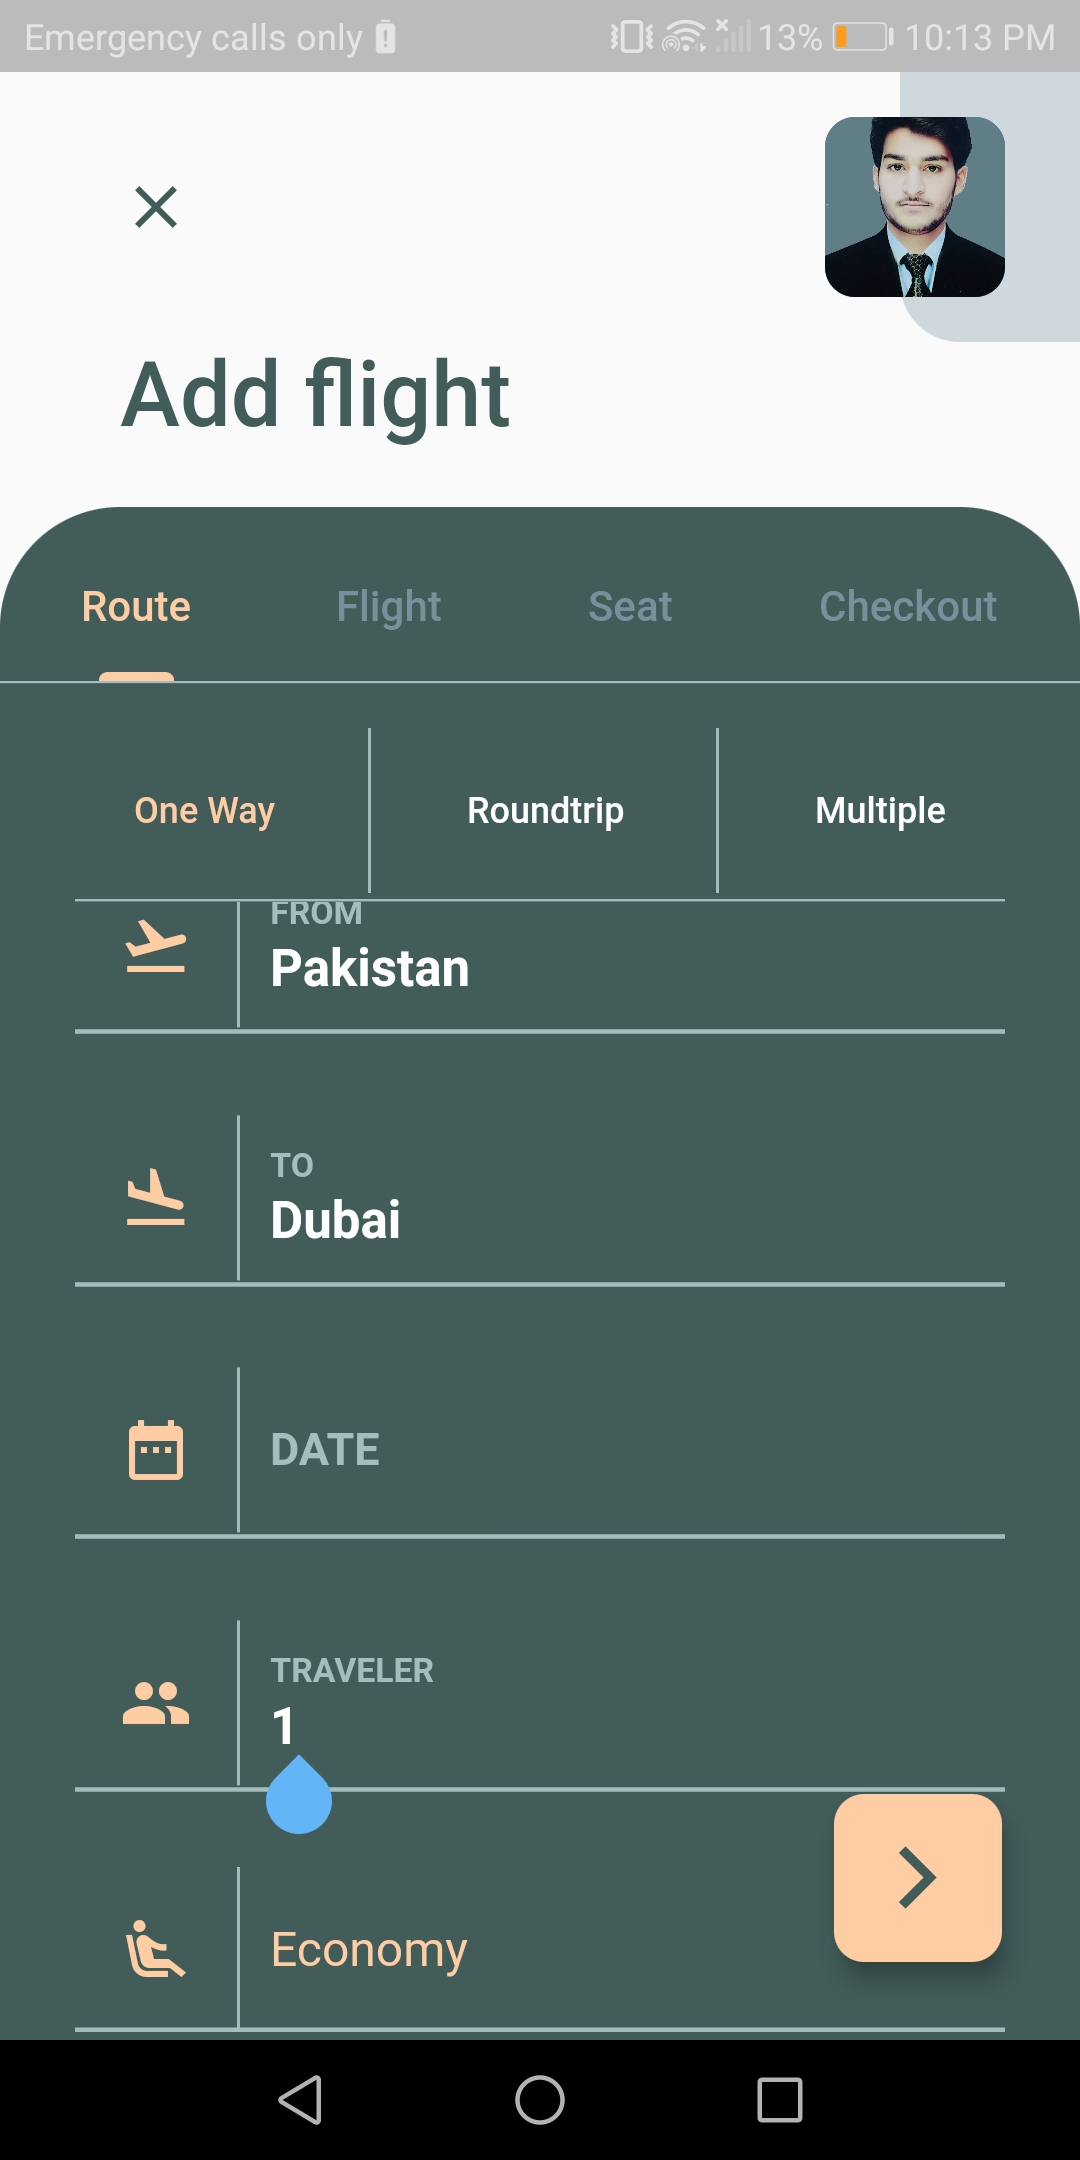 Emergency calls only 13% 10:13 PM
Add flight
Route Flight Seat Checkout
One Way Roundtrip Multiple
FROM
Pakistan
TO
Dubai
DATE
TRAVELER
1
Economy